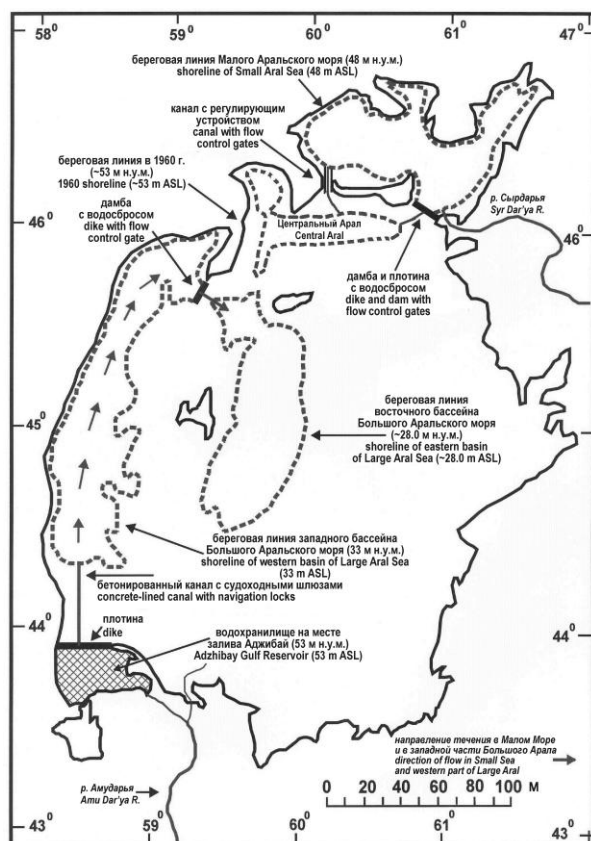 58⁰
59⁰
60⁰
61⁰
47⁰
береговая линия Малого Аральского моря (48 м н.у.м.)
shoreline of Small Aral Sea (48 m ASL)
канал с регулирующим
устройством
canal with flow
control gates
береговая линия в 1960 г.
(~53 м н.у.м.)
1960 shoreline (~53 m ASL)
дамба
с водосбросом
dike with flow
control gate
46⁰
р. Сырдарья
Syr Dar'ya R.
46⁰
Центральный Арал
Central Aral
дамба и плотина
с водосбросом
dike and dam with
flow control gates
45⁰
45⁰
береговая линия
восточного бассейна
Большого Аральского моря
(~28.0 м н.у.м.)
shoreline of eastern basin
of Large Aral Sea (~28.0 m ASL)
береговая линия западного бассейна
Большого Аральского моря (33 м н.у.м.)
shoreline of western basin of Large Aral Sea
(33 m ASL)
бетонированный канал с судоходными шлюзами
concrete-lined canal with navigation locks
44⁰
44⁰
плотина
dike
водохранилище на месте
залива Аджибай (53 м н.у.м.)
Adzhibay Gulf Reservoir (53 m ASL)
направление течения в Малом Море
и в западной части Большого Арала
direction of flow in Small Sea
and western part of Large Aral
р. Амударья
Amu Dar'ya R.
0 20 40 60 80 100 м
43⁰
43⁰
59⁰
60⁰
61⁰